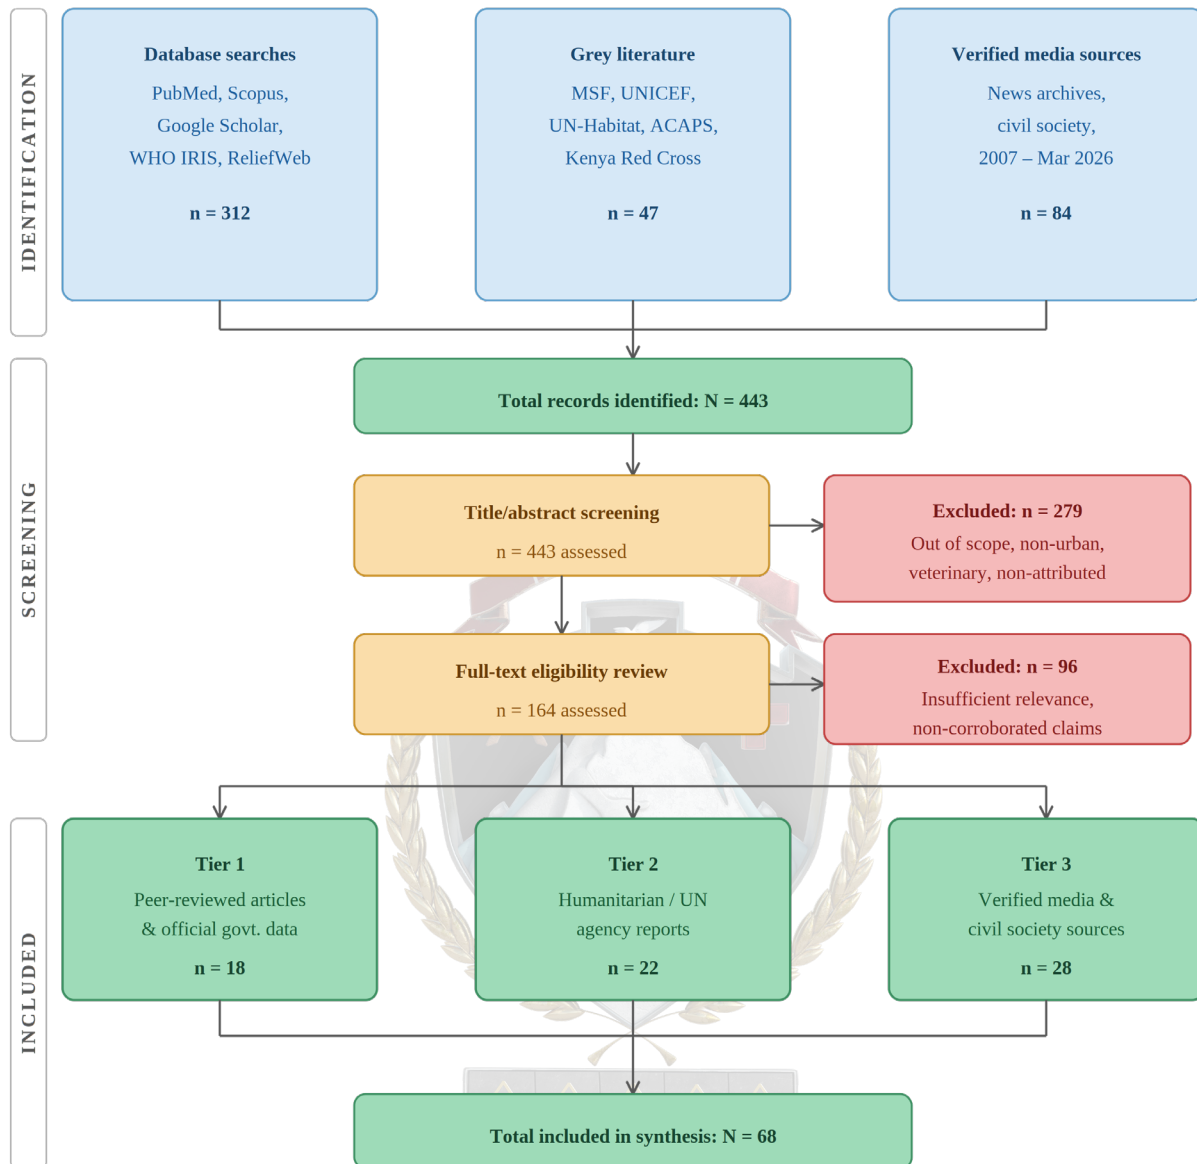 IDENTIFICATION
Database searches
PubMed, Scopus,
Google Scholar,
WHO IRIS, ReliefWeb
n = 312
Grey literature
MSF, UNICEF,
UN-Habitat, ACAPS,
Kenya Red Cross
n = 47
Verified media sources
News archives,
civil society,
2007 – Mar 2026
n = 84
SCREENING
Total records identified: N = 443
Title/abstract screening
n = 443 assessed
Excluded: n = 279
Out of scope, non-urban,
veterinary, non-attributed
Full-text eligibility review
n = 164 assessed
Excluded: n = 96
Insufficient relevance,
non-corroborated claims
INCLUDED
Tier 1
Peer-reviewed articles
& official govt. data
n = 18
Tier 2
Humanitarian / UN
agency reports
n = 22
Tier 3
Verified media &
civil society sources
n = 28
Total included in synthesis: N = 68